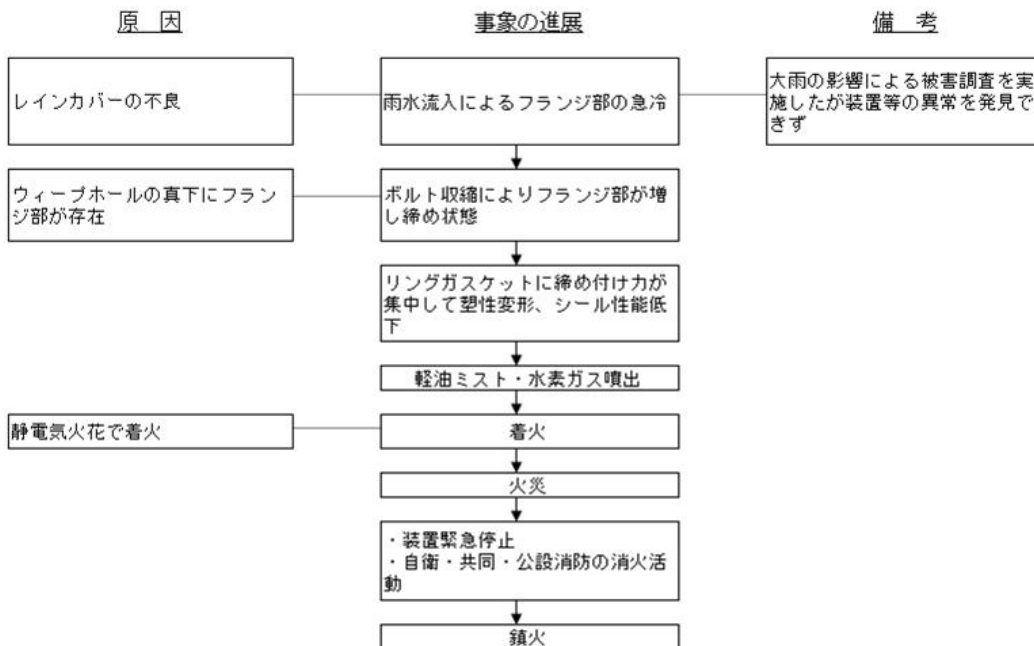 原　因
事象の進展
備　考
レインカバーの不良
雨水流入によるフランジ部の急冷
大雨の影響による被害調査を実
施したが装置等の異常を発見で
きず
ウィープホールの真下にフラン
ジ部が存在
ボルト収縮によりフランジ部が増
し締め状態
リングガスケットに締め付け力が
集中して塑性変形、シール性能低
下
軽油ミスト・水素ガス噴出
静電気火花で着火
着火
火災
・装置緊急停止
・自衛・共同・公設消防の消火活
動
鎮火